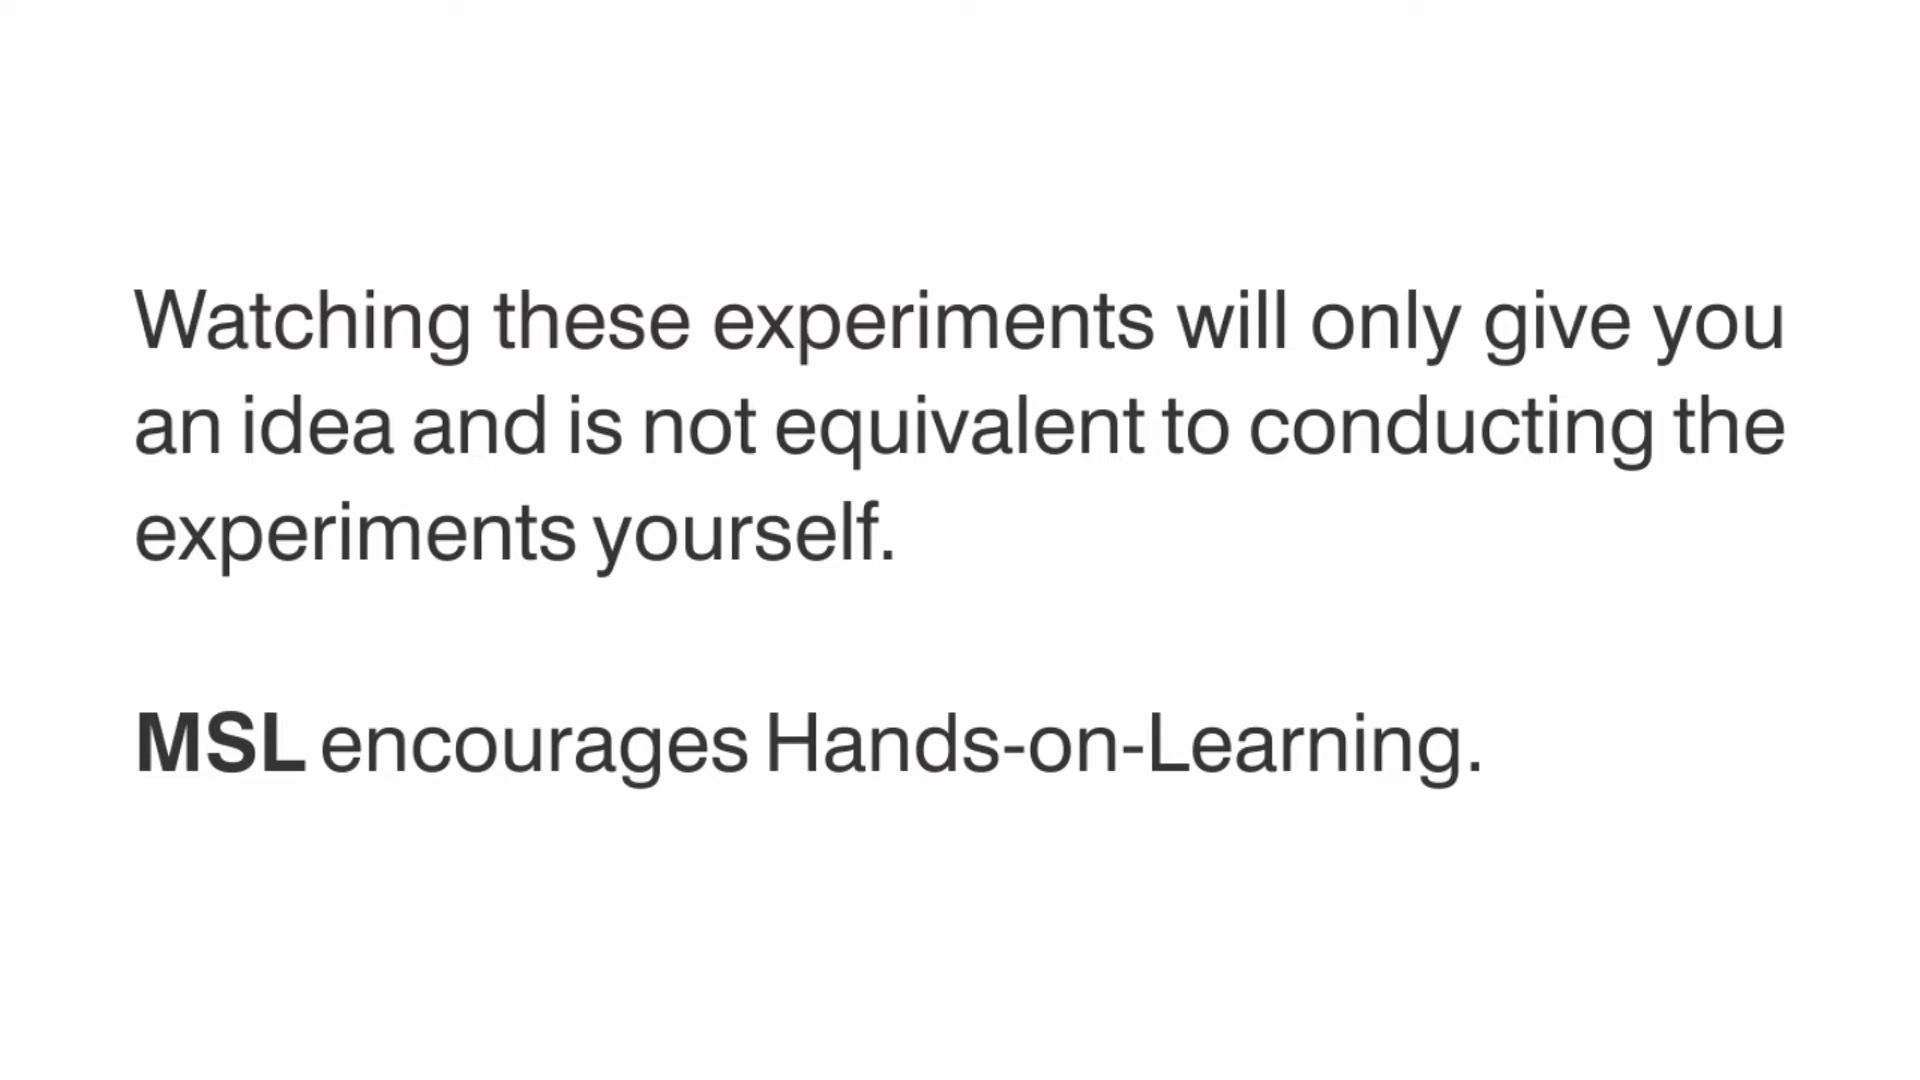 Watching these experiments will only give you
an idea and is not equivalent to conducting the
experiments yourself.
MSL encourages Hands-on-Learning.